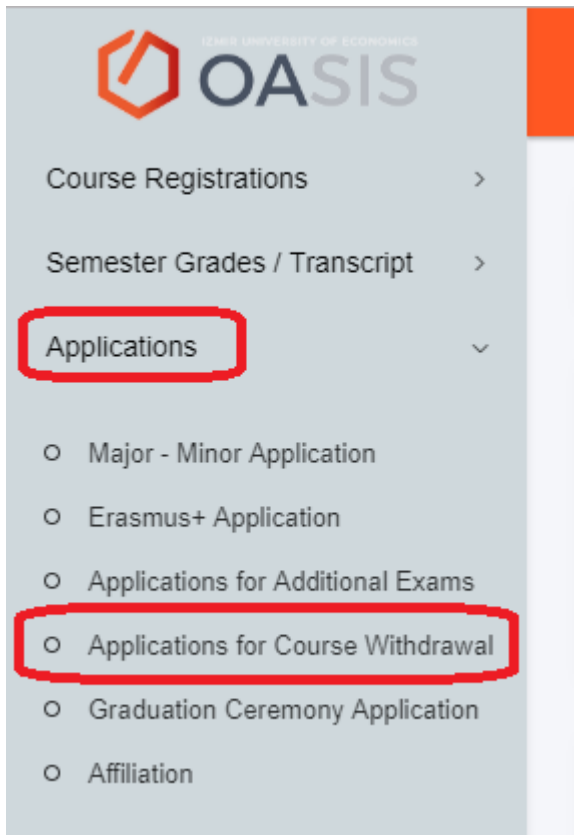 IZMIR UNIVERSITY OF ECONOMICS
OASIS
Course Registrations
Semester Grades / Transcript
Applications
Major - Minor Application
Erasmus+ Application
Applications for Additional Exams
Applications for Course Withdrawal
Graduation Ceremony Application
Affiliation